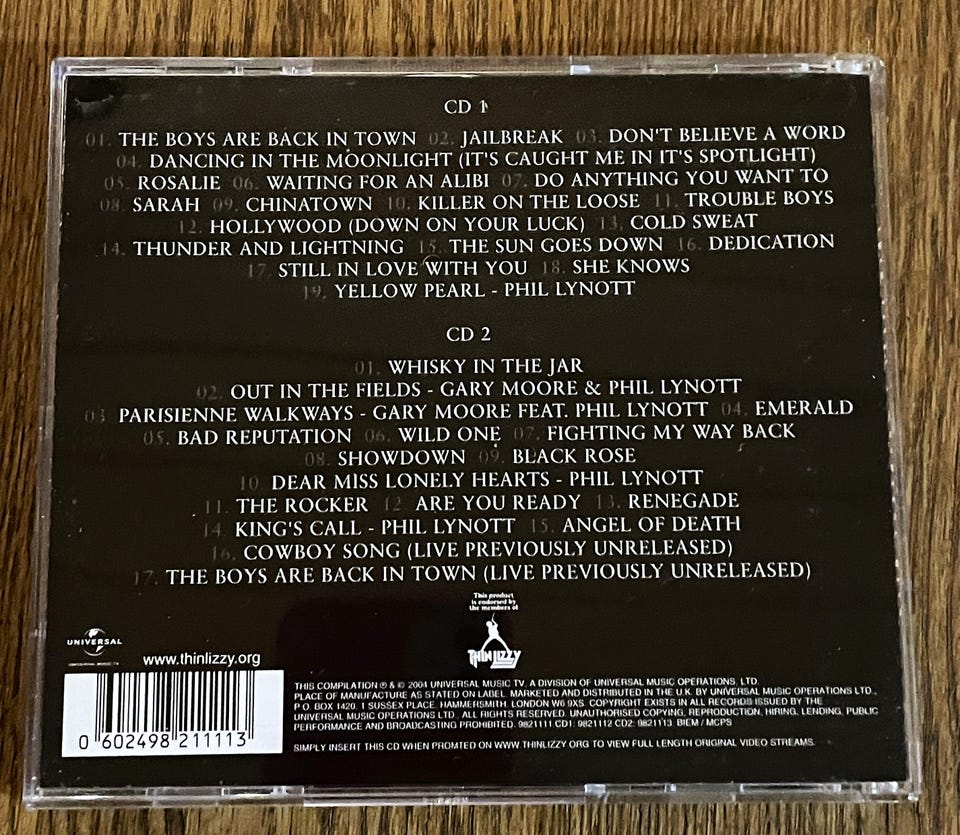 CD 1
01. THE BOYS ARE BACK IN TOWN 02. JAILBREAK 03. DON'T BELIEVE A WORD
04. DANCING IN THE MOONLIGHT (IT'S CAUGHT ME IN IT'S SPOTLIGHT)
05. ROSALIE 06. WAITING FOR AN ALIBI 07. DO ANYTHING YOU WANT TO
08. SARAH 09. CHINATOWN 10. KILLER ON THE LOOSE 11. TROUBLE BOYS
12. HOLLYWOOD (DOWN ON YOUR LUCK) 13. COLD SWEAT
14. THUNDER AND LIGHTNING 15. THE SUN GOES DOWN 16. DEDICATION
17. STILL IN LOVE WITH YOU 18. SHE KNOWS
19. YELLOW PEARL - PHIL LYNOTT
CD 2
01. WHISKY IN THE JAR
02. OUT IN THE FIELDS - GARY MOORE & PHIL LYNOTT
03. PARISIENNE WALKWAYS - GARY MOORE FEAT. PHIL LYNOTT 04. EMERALD
05. BAD REPUTATION 06. WILD ONE 07. FIGHTING MY WAY BACK
08. SHOWDOWN 09. BLACK ROSE
10. DEAR MISS LONELY HEARTS - PHIL LYNOTT
11. THE ROCKER 12. ARE YOU READY 13. RENEGADE
14. KING'S CALL - PHIL LYNOTT 15. ANGEL OF DEATH
16. COWBOY SONG (LIVE PREVIOUSLY UNRELEASED)
17. THE BOYS ARE BACK IN TOWN (LIVE PREVIOUSLY UNRELEASED)
This product
is endorsed by
the members of
THIN LIZZY
UNIVERSAL
UNIVERSAL MUSIC TV
www.thinlizzy.org
0 602498 211113
THIS COMPILATION ℗ & © 2004 UNIVERSAL MUSIC TV, A DIVISION OF UNIVERSAL MUSIC OPERATIONS. LTD.
PLACE OF MANUFACTURE AS STATED ON LABEL. MARKETED AND DISTRIBUTED IN THE U.K. BY UNIVERSAL MUSIC OPERATIONS LTD.,
P.O. BOX 1420, 1 SUSSEX PLACE, HAMMERSMITH, LONDON W6 9XS. COPYRIGHT EXISTS IN ALL RECORDS ISSUED BY THE
UNIVERSAL MUSIC OPERATIONS LTD., ALL RIGHTS RESERVED. UNAUTHORISED COPYING, REPRODUCTION, HIRING, LENDING, PUBLIC
PERFORMANCE AND BROADCASTING PROHIBITED. 9821111 CD1: 9821112 CD2: 9821113 BIEM / MCPS
SIMPLY INSERT THIS CD WHEN PROMTED ON WWW.THINLIZZY.ORG TO VIEW FULL LENGTH ORIGINAL VIDEO STREAMS.